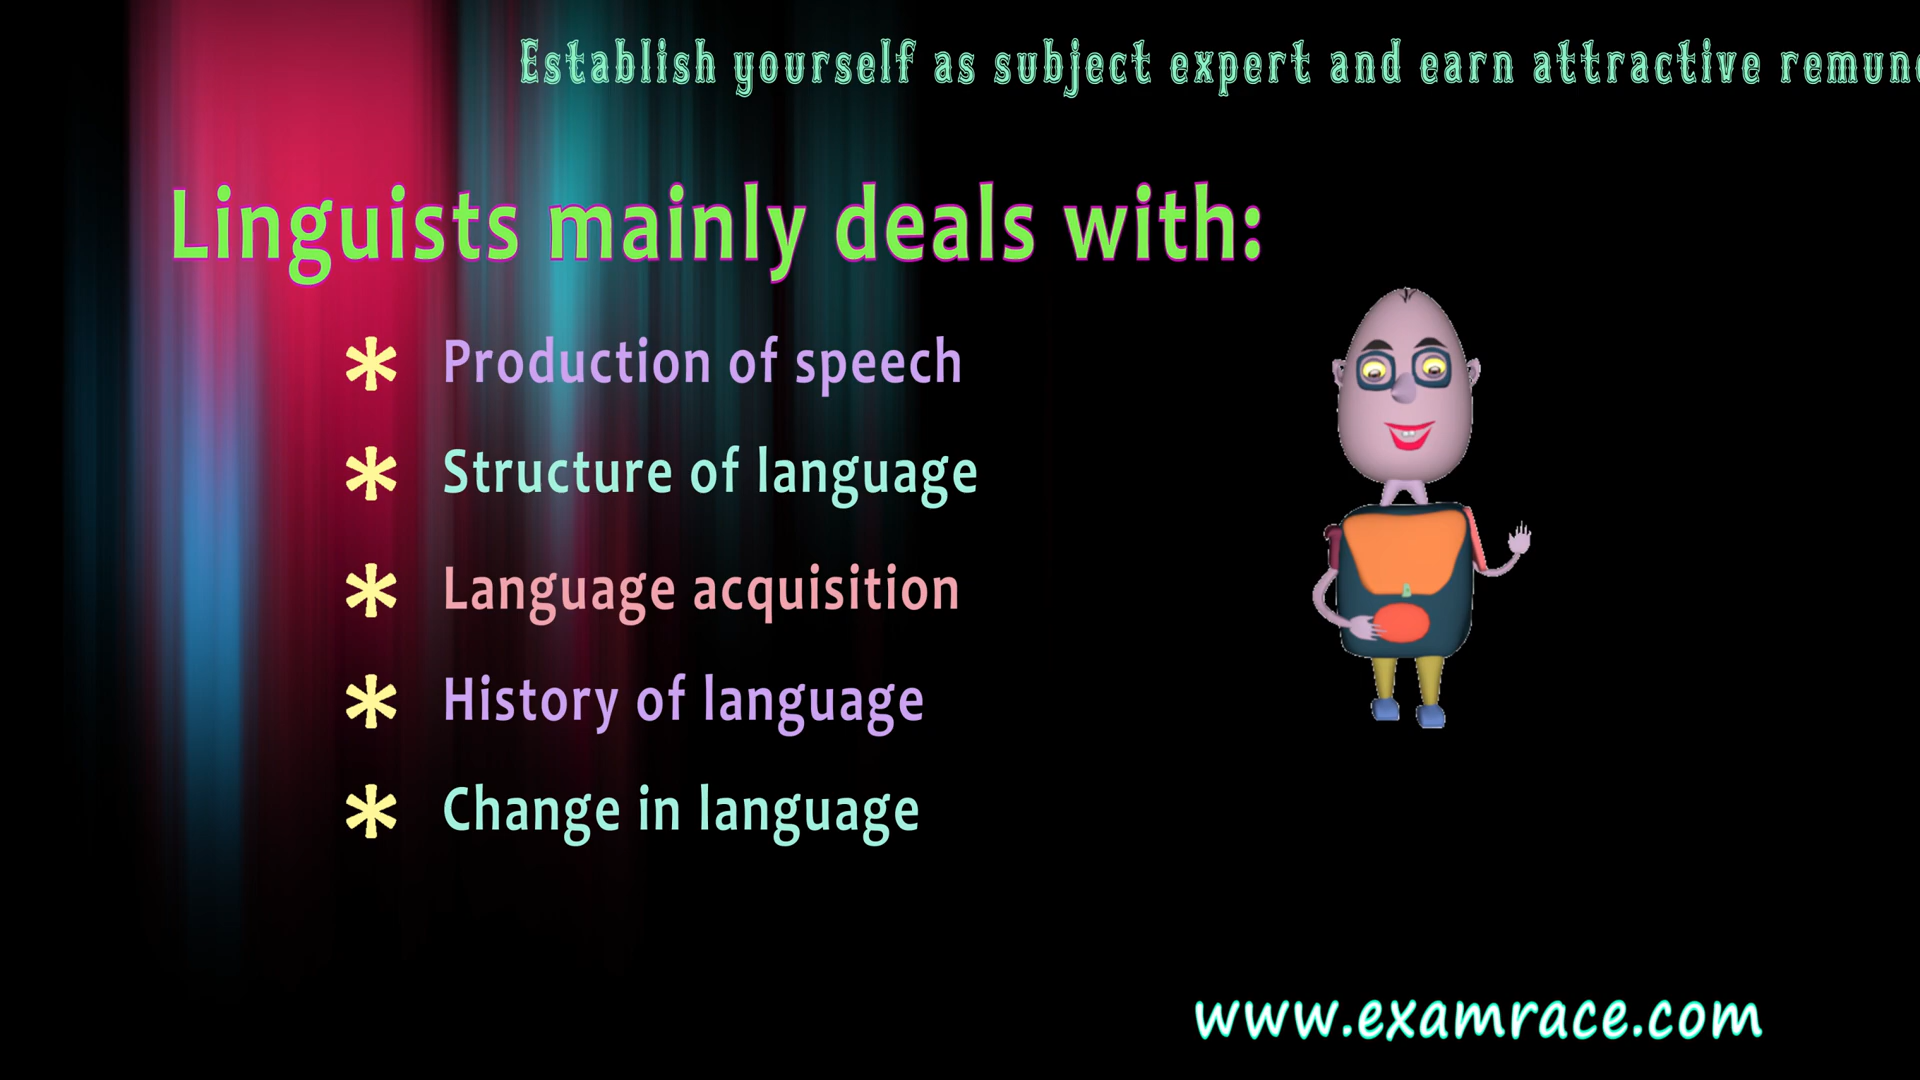 Establish yourself as subject expert and earn attractive
Linguists mainly deals with:
* Production of speech
* Structure of language
* Language acquisition
* History of language
* Change in language
www.examrace.com